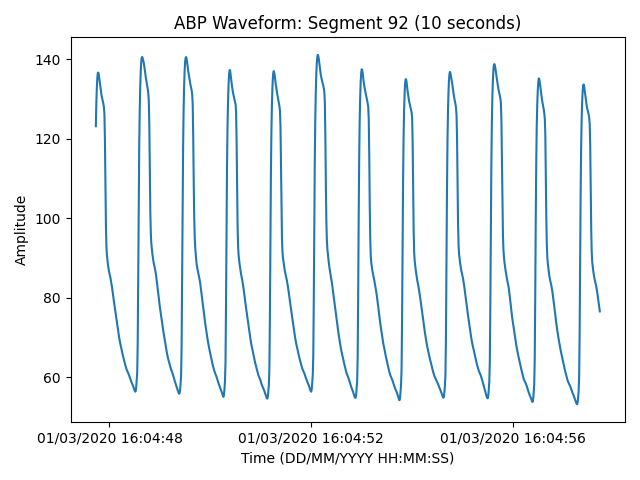 ABP Waveform: Segment 92 (10 seconds)
140
120
100
80
60
Amplitude
01/03/2020 16:04:48
01/03/2020 16:04:52
01/03/2020 16:04:56
Time (DD/MM/YYYY HH:MM:SS)